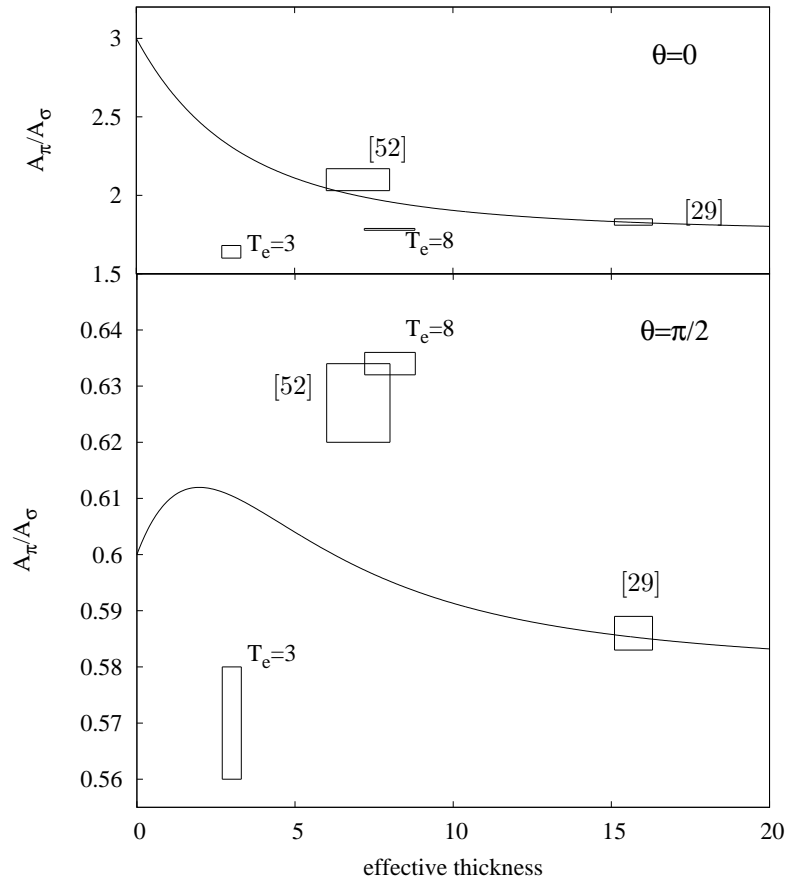 3
2.5
2
1.5
A_π/A_σ
θ=0
[52]
[29]
T_e=3
T_e=8
0.64
0.63
0.62
0.61
0.6
0.59
0.58
0.57
0.56
A_π/A_σ
θ=π/2
T_e=8
[52]
[29]
T_e=3
0 5 10 15 20
effective thickness